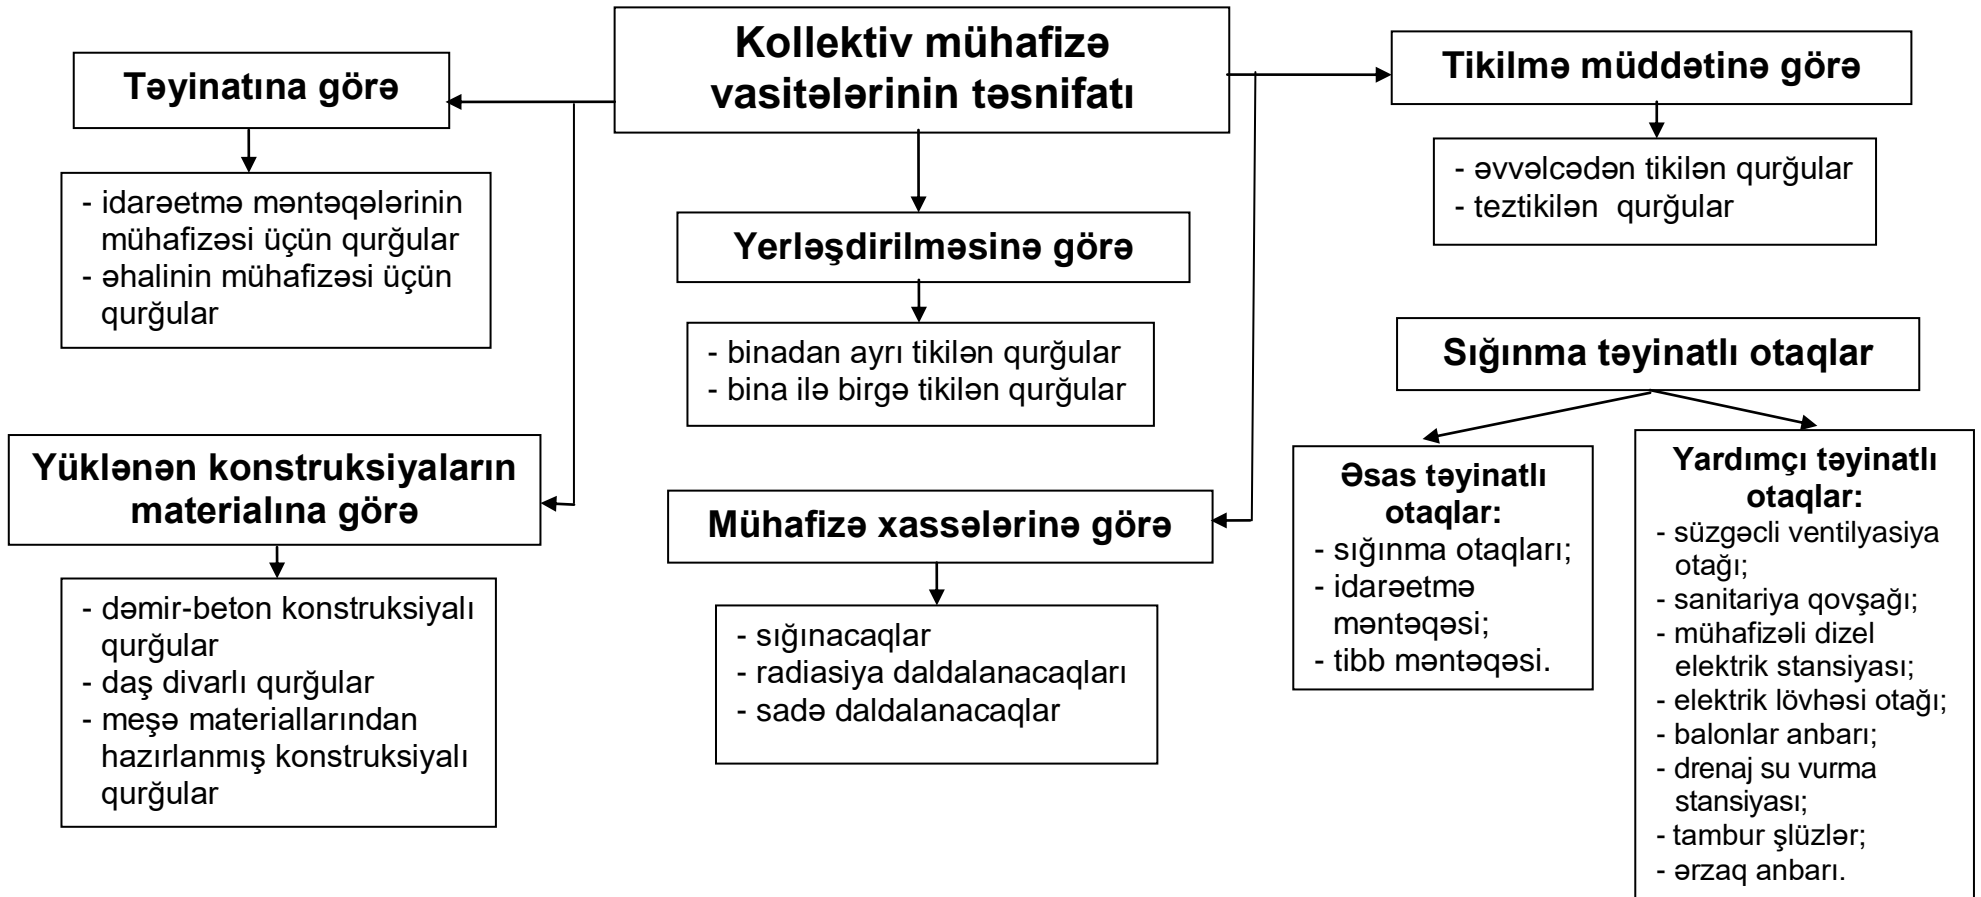 Kollektiv mühafizə
vasitələrinin təsnifatı
Təyinatına görə
- idarəetmə məntəqələrinin
mühafizəsi üçün qurğular
- əhalinin mühafizəsi üçün
qurğular
Yüklənən konstruksiyaların
materialına görə
- dəmir-beton konstruksiyalı
qurğular
- daş divarlı qurğular
- meşə materiallarından
hazırlanmış konstruksiyalı
qurğular
Yerləşdirilməsinə görə
- binadan ayrı tikilən qurğular
- bina ilə birgə tikilən qurğular
Mühafizə xassələrinə görə
- sığınacaqlar
- radiasiya daldalanacaqları
- sadə daldalanacaqlar
Tikilmə müddətinə görə
- əvvəlcədən tikilən qurğular
- teztikilən qurğular
Sığınma təyinatlı otaqlar
Əsas təyinatlı
otaqlar:
- sığınma otaqları;
- idarəetmə
məntəqəsi;
- tibb məntəqəsi.
Yardımçı təyinatlı
otaqlar:
- süzgəcli ventilyasiya
otağı;
- sanitariya qovşağı;
- mühafizəli dizel
elektrik stansiyası;
- elektrik lövhəsi otağı;
- balonlar anbarı;
- drenaj su vurma
stansiyası;
- tambur şlüzlər;
- ərzaq anbarı.